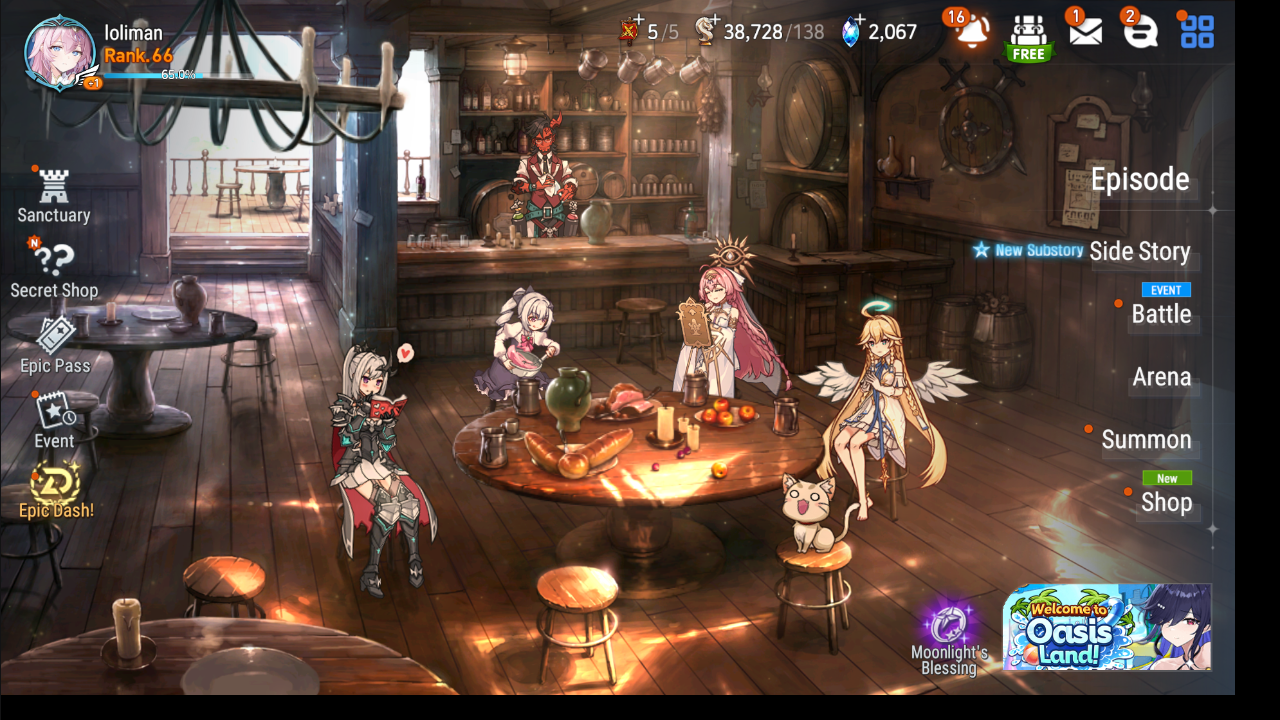 loliman
Rank.66
65.0%
+1
5/5
38,728/138
2,067
16
FREE
1
2
Sanctuary
N
Secret Shop
Epic Pass
Event
Epic Dash!
Episode
New Substory Side Story
EVENT
Battle
Arena
Summon
New
Shop
Moonlight's
Blessing
Welcome to
Oasis
Land!